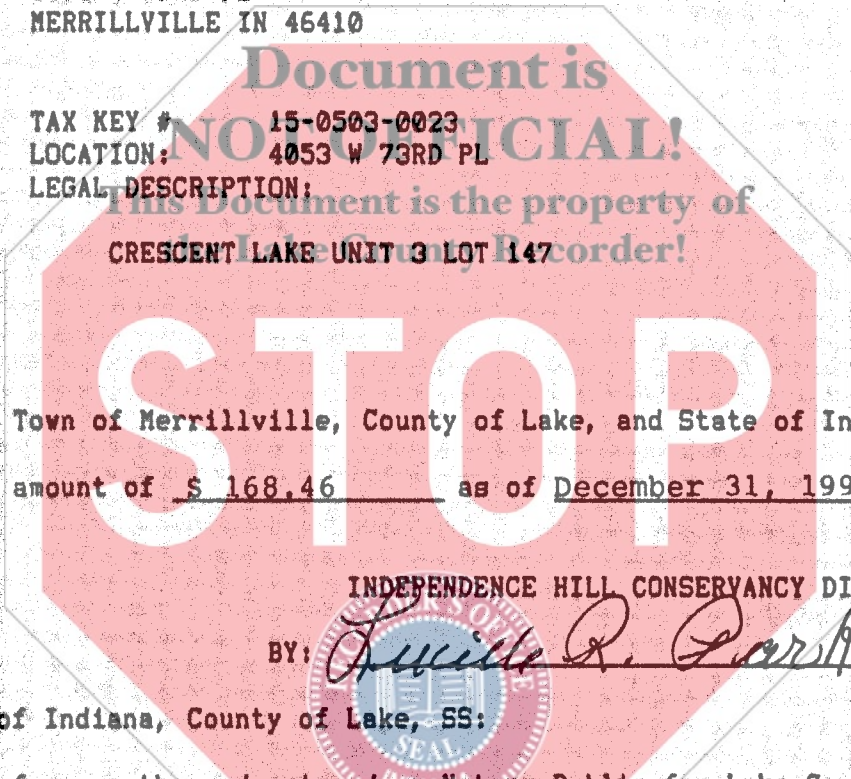 MERRILLVILLE IN 46410
Document is
TAX KEY # 15-0503-0023
NOT OFFICIAL!
LOCATION: 4053 W 73RD PL
LEGAL DESCRIPTION:
This Document is the property of
the Lake County Recorder!
CRESCENT LAKE UNIT 3 LOT 147
STOP
Town of Merrillville, County of Lake, and State of In
amount of $ 168.46 as of December 31, 199
INDEPENDENCE HILL CONSERVANCY DI
BY: Lucille R. Park
of Indiana, County of Lake, SS:
SEAL